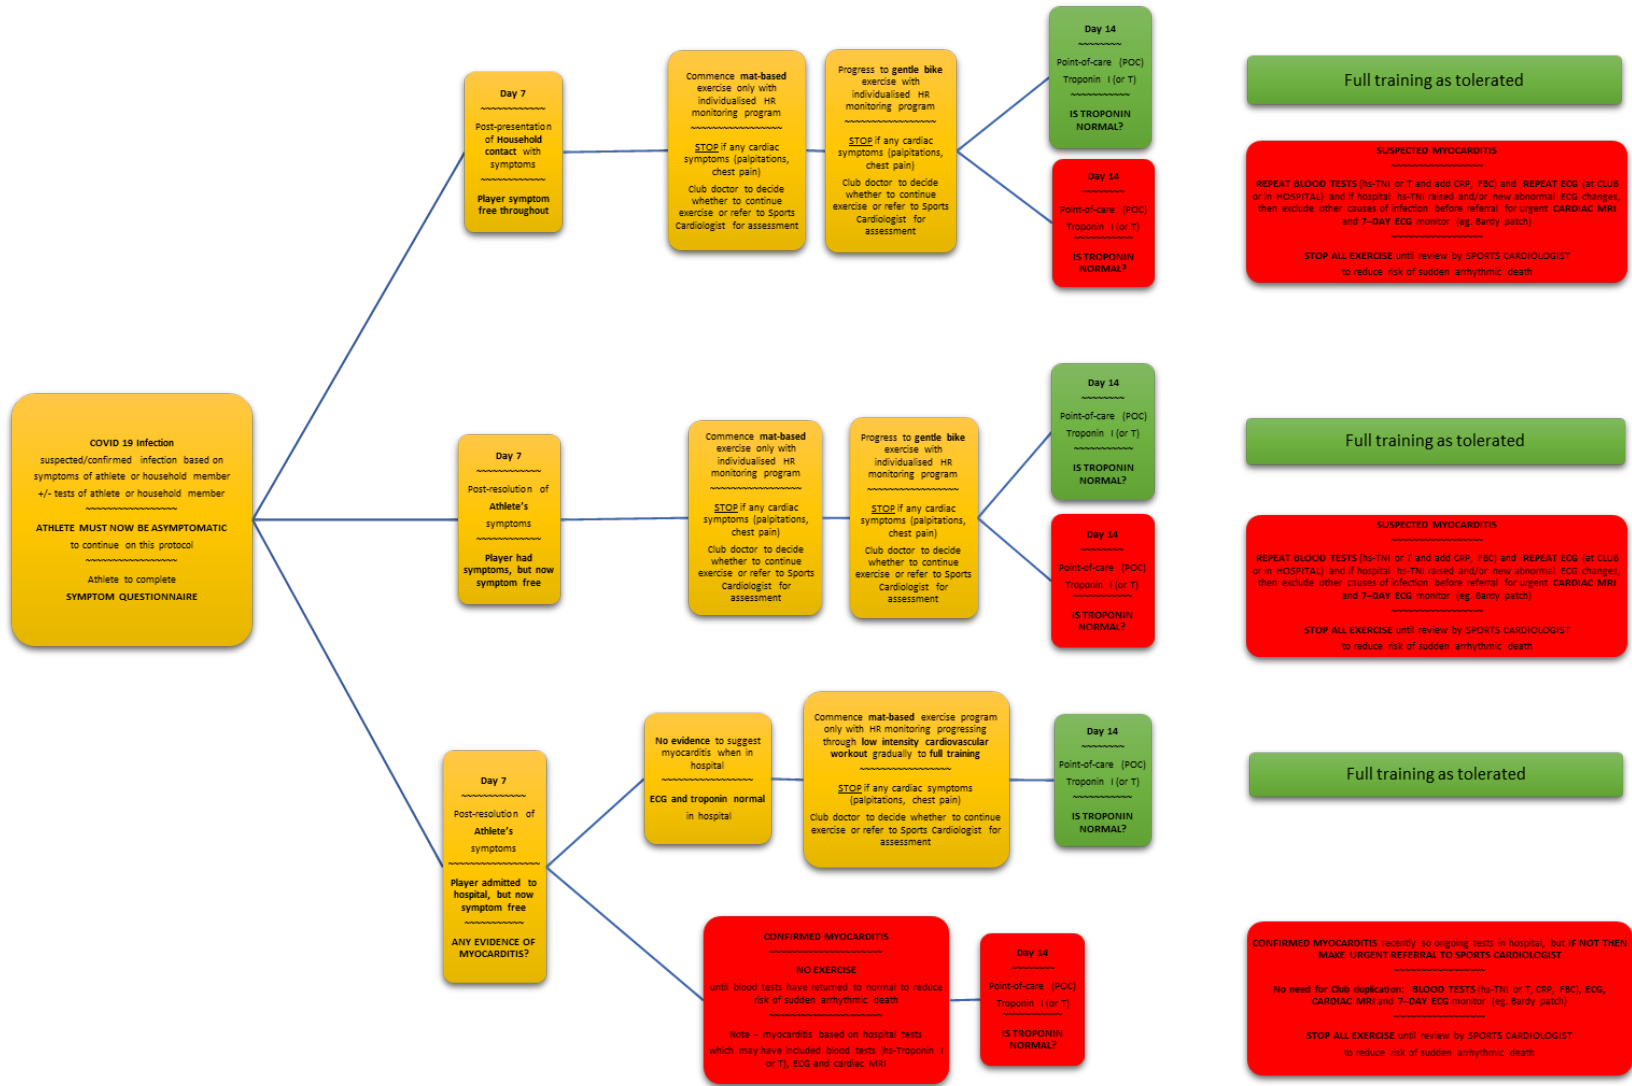 COVID 19 Infection
suspected/confirmed infection based on
symptoms of athlete or household member
+/- tests of athlete or household member
~~~~~~~~~~~~~~~~~
ATHLETE MUST NOW BE ASYMPTOMATIC
to continue on this protocol
~~~~~~~~~~~~~~~~~
Athlete to complete
SYMPTOM QUESTIONNAIRE
Day 7
~~~~~~~~~~~~
Post-presentation
of Household
contact with
symptoms
~~~~~~~~~~~~
Player symptom
free throughout
Commence mat-based
exercise only with
individualised HR
monitoring program
~~~~~~~~~~~~~~~~~
STOP if any cardiac
symptoms (palpitations,
chest pain)
Club doctor to decide
whether to continue
exercise or refer to Sports
Cardiologist for assessment
Progress to gentle bike
exercise with
individualised HR
monitoring program
~~~~~~~~~~~~~~~~~
STOP if any cardiac
symptoms (palpitations,
chest pain)
Club doctor to decide
whether to continue
exercise or refer to Sports
Cardiologist for
assessment
Day 14
~~~~~~~~
Point-of-care (POC)
Troponin I (or T)
~~~~~~~~~~~
IS TROPONIN
NORMAL?
Full training as tolerated
Day 14
~~~~~~~~
Point-of-care (POC)
Troponin I (or T)
~~~~~~~~~~~
IS TROPONIN
NORMAL?
SUSPECTED MYOCARDITIS
~~~~~~~~~~~~~~~~~
REPEAT BLOOD TESTS (hs-TNI or T and add CRP, FBC) and REPEAT ECG (at CLUB
or in HOSPITAL) and if hospital hs-TNI raised and/or new abnormal ECG changes,
then exclude other causes of infection before referral for urgent CARDIAC MRI
and 7–DAY ECG monitor (eg. Bardy patch)
~~~~~~~~~~~~~~~~~
STOP ALL EXERCISE until review by SPORTS CARDIOLOGIST
to reduce risk of sudden arrhythmic death
Day 7
~~~~~~~~~~~~
Post-resolution of
Athlete's
symptoms
~~~~~~~~~~~~
Player had
symptoms, but now
symptom free
Commence mat-based
exercise only with
individualised HR
monitoring program
~~~~~~~~~~~~~~~~~
STOP if any cardiac
symptoms (palpitations,
chest pain)
Club doctor to decide
whether to continue
exercise or refer to Sports
Cardiologist for
assessment
Progress to gentle bike
exercise with
individualised HR
monitoring program
~~~~~~~~~~~~~~~~~
STOP if any cardiac
symptoms (palpitations,
chest pain)
Club doctor to decide
whether to continue
exercise or refer to Sports
Cardiologist for
assessment
Day 14
~~~~~~~~
Point-of-care (POC)
Troponin I (or T)
~~~~~~~~~~~
IS TROPONIN
NORMAL?
Full training as tolerated
Day 14
~~~~~~~~
Point-of-care (POC)
Troponin I (or T)
~~~~~~~~~~~
IS TROPONIN
NORMAL?
SUSPECTED MYOCARDITIS
~~~~~~~~~~~~~~~~~
REPEAT BLOOD TESTS (hs-TNI or T and add CRP, FBC) and REPEAT ECG (at CLUB
or in HOSPITAL) and if hospital hs-TNI raised and/or new abnormal ECG changes,
then exclude other causes of infection before referral for urgent CARDIAC MRI
and 7–DAY ECG monitor (eg. Bardy patch)
~~~~~~~~~~~~~~~~~
STOP ALL EXERCISE until review by SPORTS CARDIOLOGIST
to reduce risk of sudden arrhythmic death
Day 7
~~~~~~~~~~~~
Post-resolution of
Athlete's
symptoms
~~~~~~~~~~~~~~~~~
Player admitted to
hospital, but now
symptom free
~~~~~~~~~~~
ANY EVIDENCE OF
MYOCARDITIS?
No evidence to suggest
myocarditis when in
hospital
~~~~~~~~~~~~~~~~~
ECG and troponin normal
in hospital
Commence mat-based exercise program
only with HR monitoring progressing
through low intensity cardiovascular
workout gradually to full training
~~~~~~~~~~~~~~~~~
STOP if any cardiac symptoms
(palpitations, chest pain)
Club doctor to decide whether to continue
exercise or refer to Sports Cardiologist for
assessment
Day 14
~~~~~~~~
Point-of-care (POC)
Troponin I (or T)
~~~~~~~~~~~
IS TROPONIN
NORMAL?
Full training as tolerated
CONFIRMED MYOCARDITIS
~~~~~~~~~~~~~~~~~~~~~
NO EXERCISE
until blood tests have returned to normal to reduce
risk of sudden arrhythmic death
~~~~~~~~~~~~~~~~~~~~~
Note - myocarditis based on hospital tests
which may have included blood tests (hs-Troponin I
or T), ECG and cardiac MRI
Day 14
~~~~~~~~
Point-of-care (POC)
Troponin I (or T)
~~~~~~~~~~~
IS TROPONIN
NORMAL?
CONFIRMED MYOCARDITIS recently so ongoing tests in hospital, but IF NOT THEN
MAKE URGENT REFERRAL TO SPORTS CARDIOLOGIST
~~~~~~~~~~~~~~~~~
No need for Club duplication: BLOOD TESTS (hs-TNI or T, CRP, FBC), ECG,
CARDIAC MRI and 7–DAY ECG monitor (eg. Bardy patch)
~~~~~~~~~~~~~~~~~
STOP ALL EXERCISE until review by SPORTS CARDIOLOGIST
to reduce risk of sudden arrhythmic death